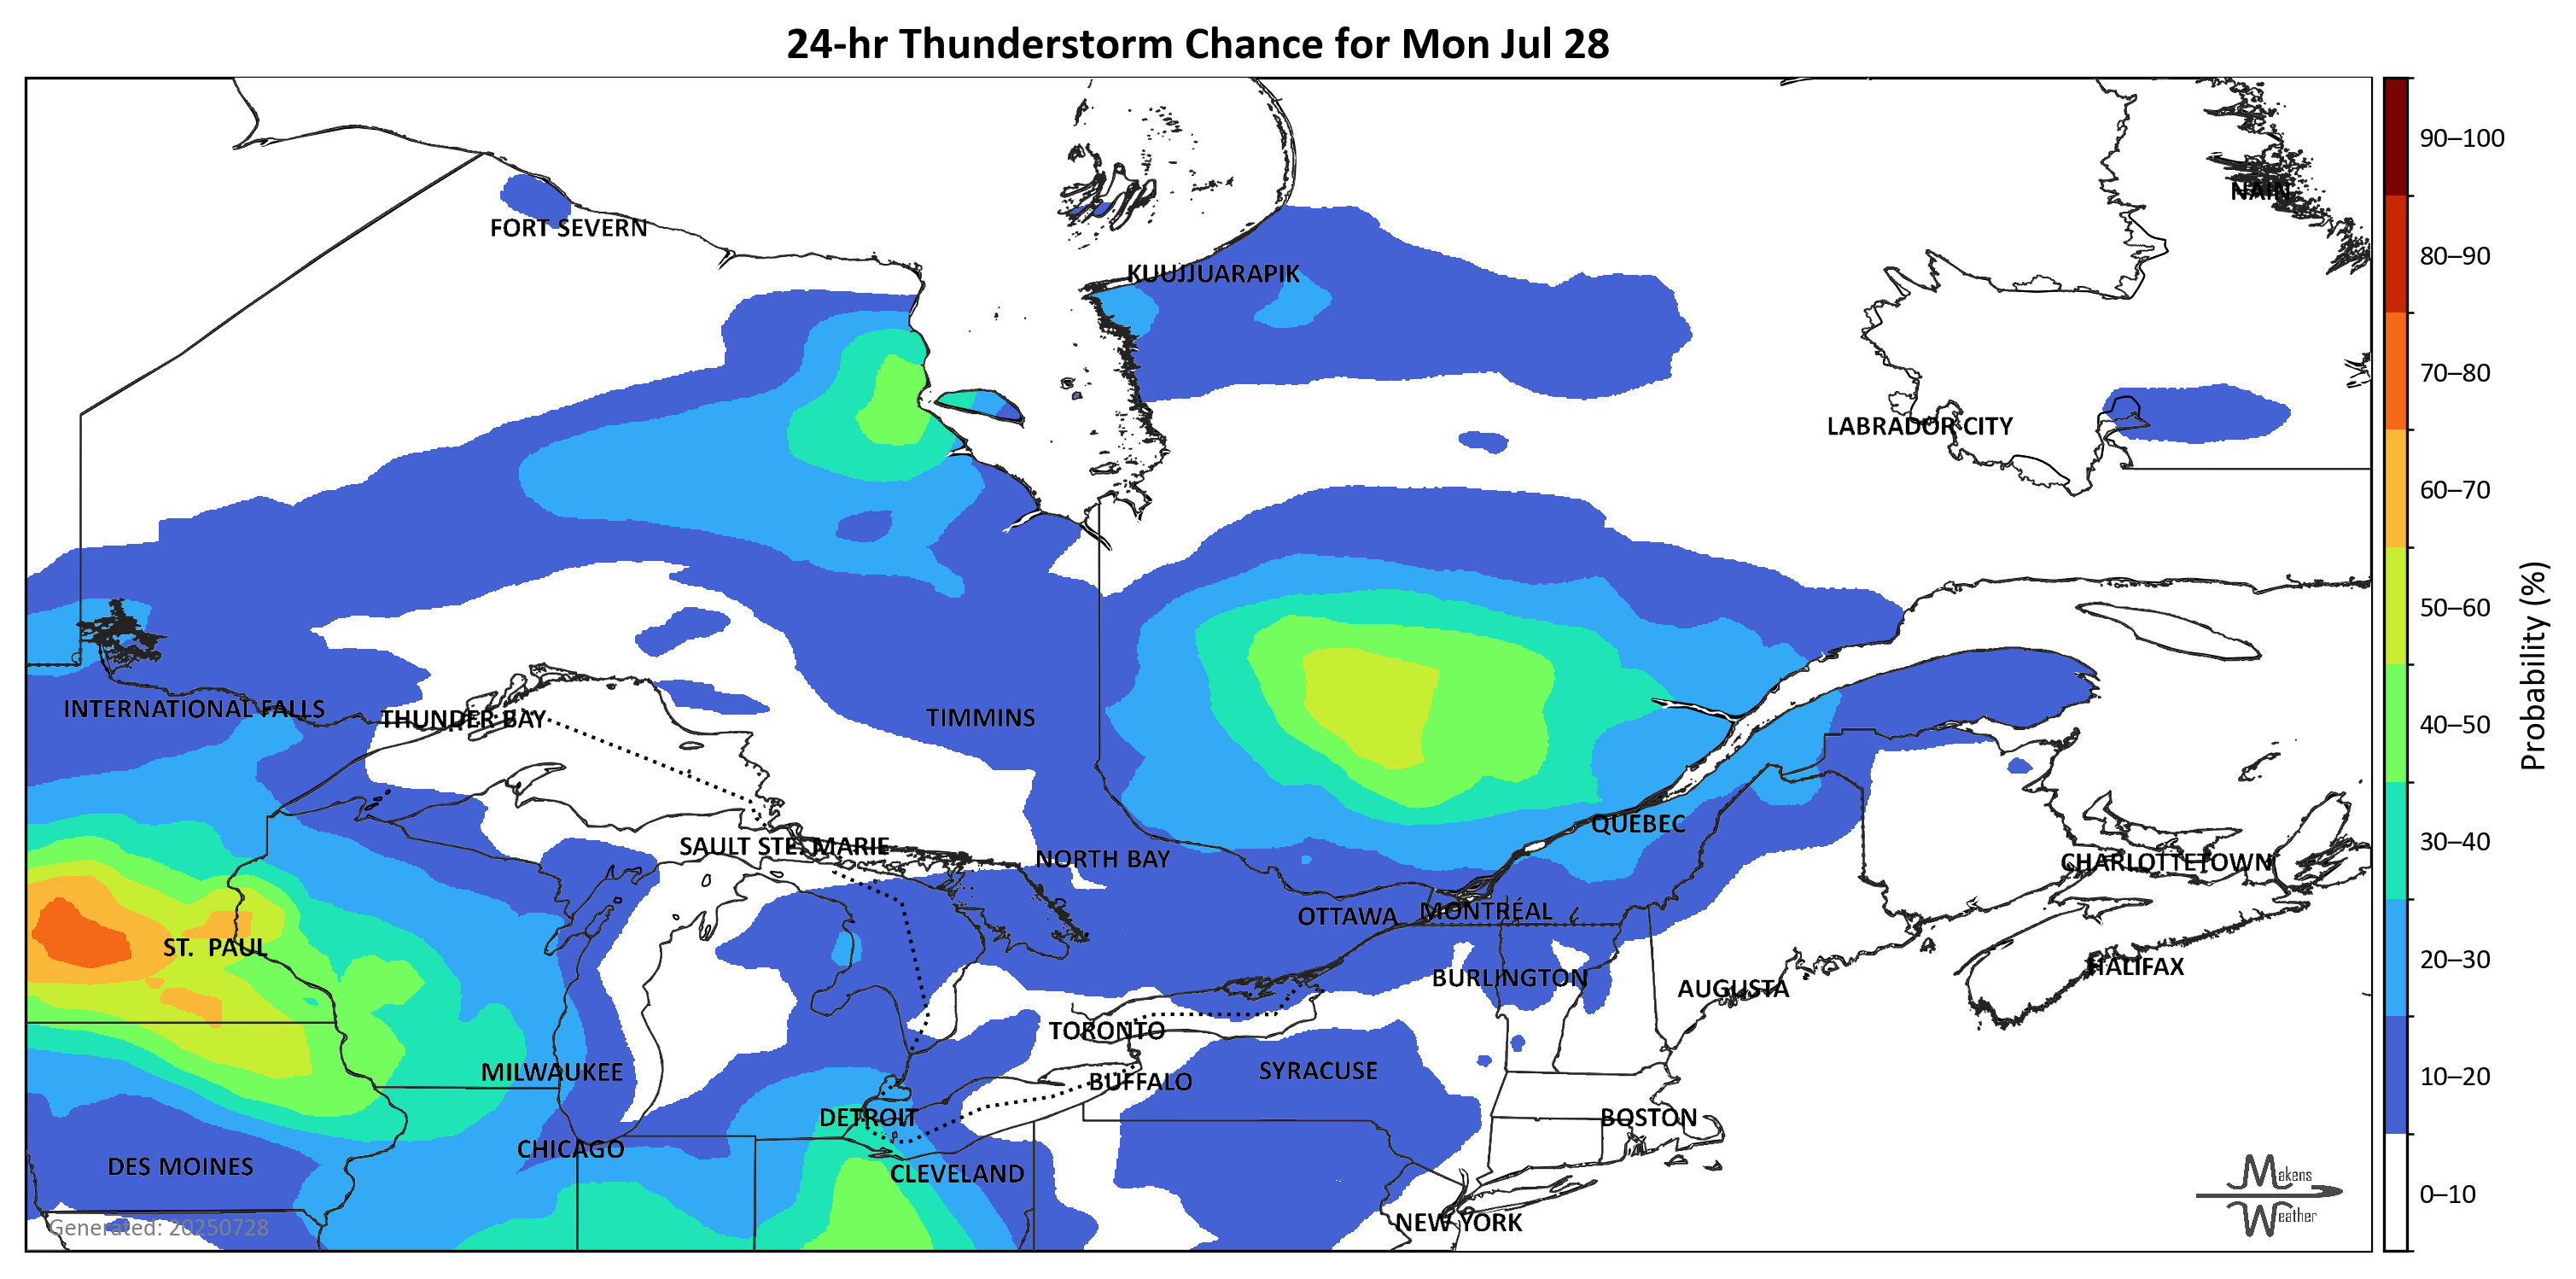 24-hr Thunderstorm Chance for Mon Jul 28
90–100
NAIN
FORT SEVERN
80–90
KUUJJUARAPIK
70–80
LABRADOR CITY
60–70
50–60
INTERNATIONAL FALLS
THUNDER BAY
TIMMINS
40–50
Probability (%)
QUEBEC
SAULT STE. MARIE
NORTH BAY
CHARLOTTETOWN
30–40
OTTAWA
MONTRÉAL
ST. PAUL
BURLINGTON
AUGUSTA
HALIFAX
20–30
TORONTO
MILWAUKEE
BUFFALO
SYRACUSE
10–20
DETROIT
BOSTON
CHICAGO
DES MOINES
CLEVELAND
Makens
Weather
0–10
NEW YORK
Generated: 20250728